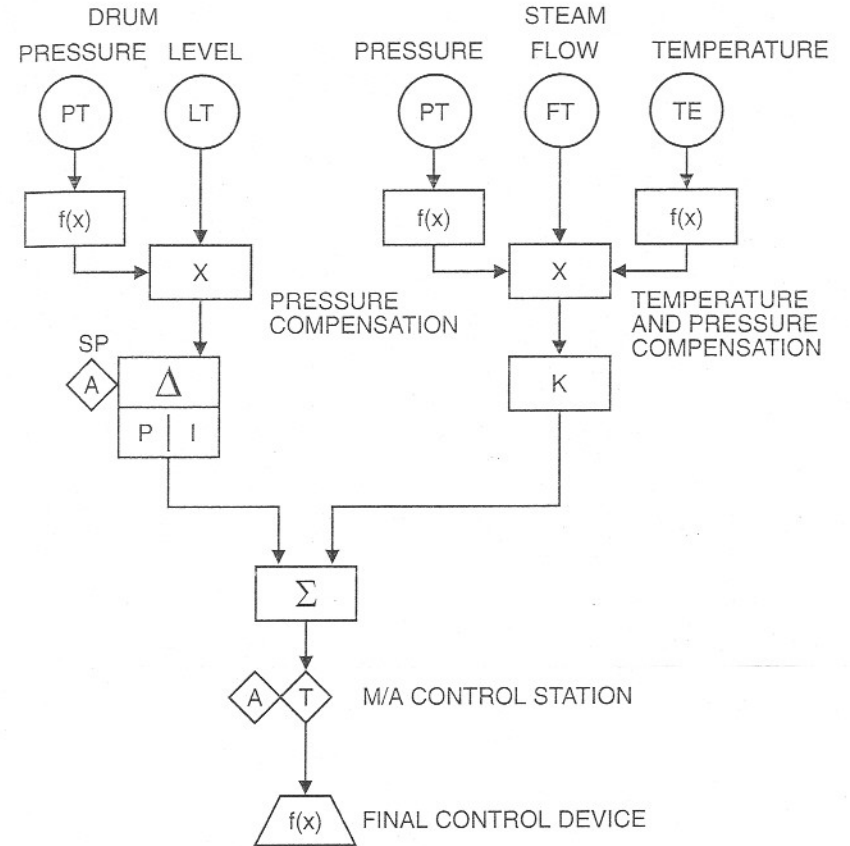 DRUM
STEAM
PRESSURE LEVEL
PRESSURE FLOW TEMPERATURE
PT LT PT FT TE
f(x) f(x) f(x)
X X
PRESSURE
COMPENSATION
TEMPERATURE
AND PRESSURE
COMPENSATION
SP
A Δ K
P I
Σ
A T M/A CONTROL STATION
f(x) FINAL CONTROL DEVICE